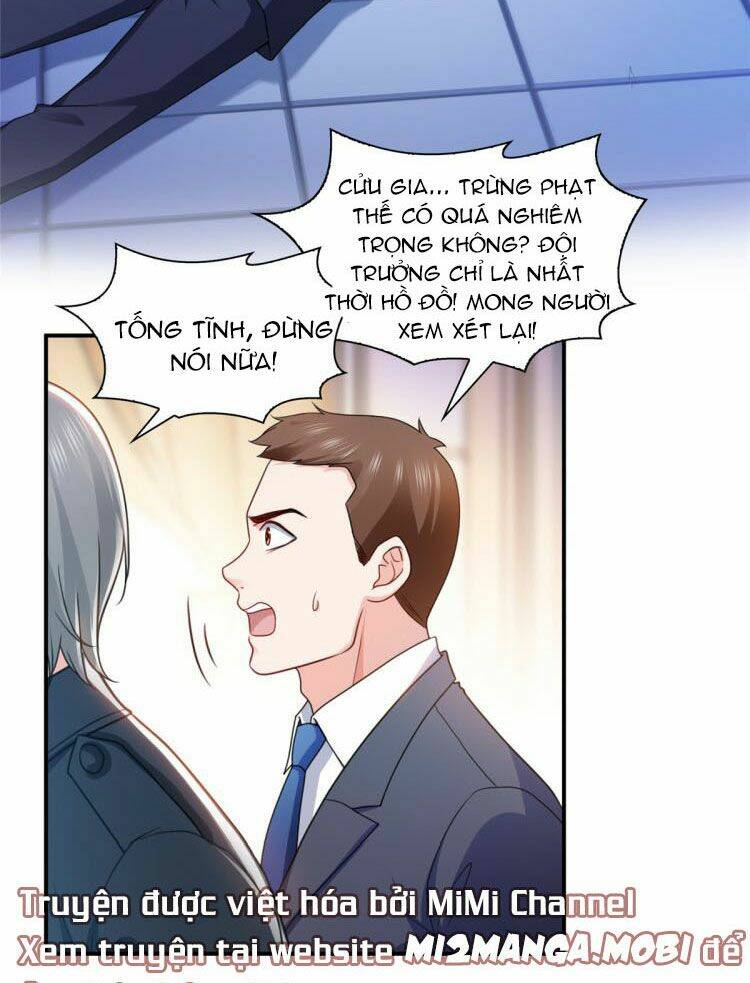 CỬU GIA... TRỪNG PHẠT
THẾ CÓ QUÁ NGHIÊM
TRỌNG KHÔNG? ĐỘI
TRƯỞNG CHỈ LÀ NHẤT
THỜI HỒ ĐỒ! MONG NGƯỜI
XEM XÉT LẠI!
TỐNG TĨNH, ĐỪNG
NÓI NỮA!
Truyện được việt hóa bởi MiMi Channel
Xem truyện tại website MI2MANGA.MOBI để